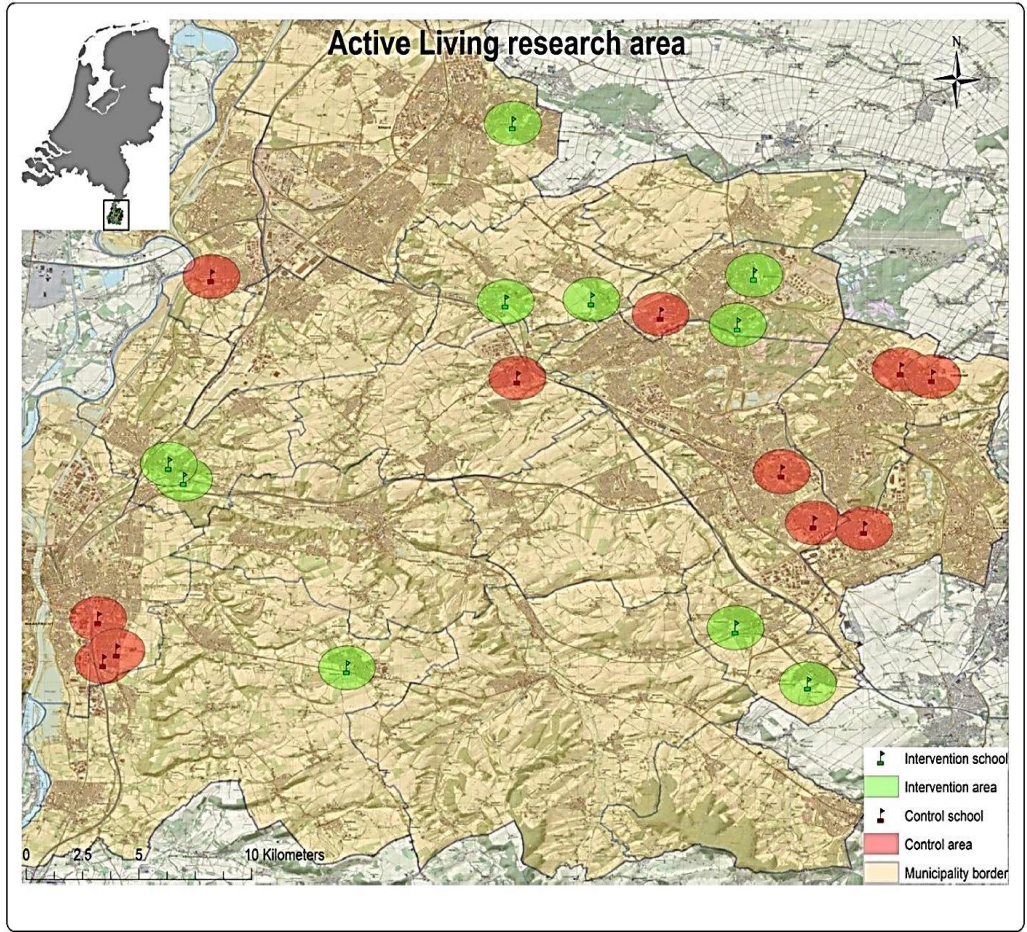 Active Living research area
N
Intervention school
Intervention area
Control school
Control area
Municipality border
0 2.5 5 10 Kilometers